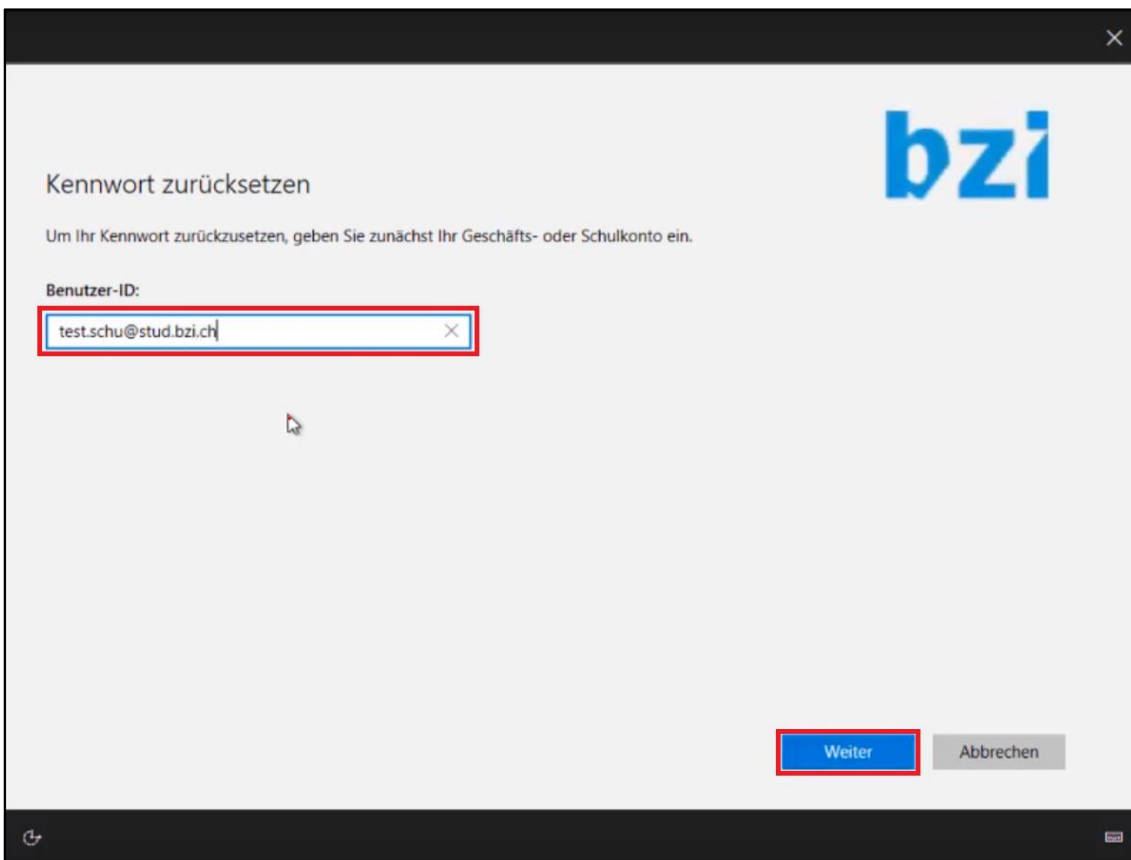 bzi
Kennwort zurücksetzen
Um Ihr Kennwort zurückzusetzen, geben Sie zunächst Ihr Geschäfts- oder Schulkonto ein.
Benutzer-ID:
test.schu@stud.bzi.ch
Weiter
Abbrechen